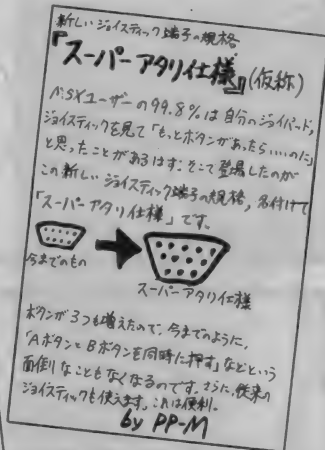 新しいジョイスティック端子の規格
『スーパーアタリ仕様』(仮称)
MSXユーザーの99.8%は自分のジョイパード,
ジョイスティックを見て「もっとボタンがあったらいいのに」
と思ったことがあるはず。そこで登場したのが
この新しいジョイスティック端子の規格,名付けて
「スーパーアタリ仕様」です。
今までのもの
スーパーアタリ仕様
ボタンが3つも増えたので、今までのように,
「AボタンとBボタンを同時に押す」などという
面倒なこともなくなるのです。さらに,従来の
ジョイスティックも使えます。これは便利。
by PP-M